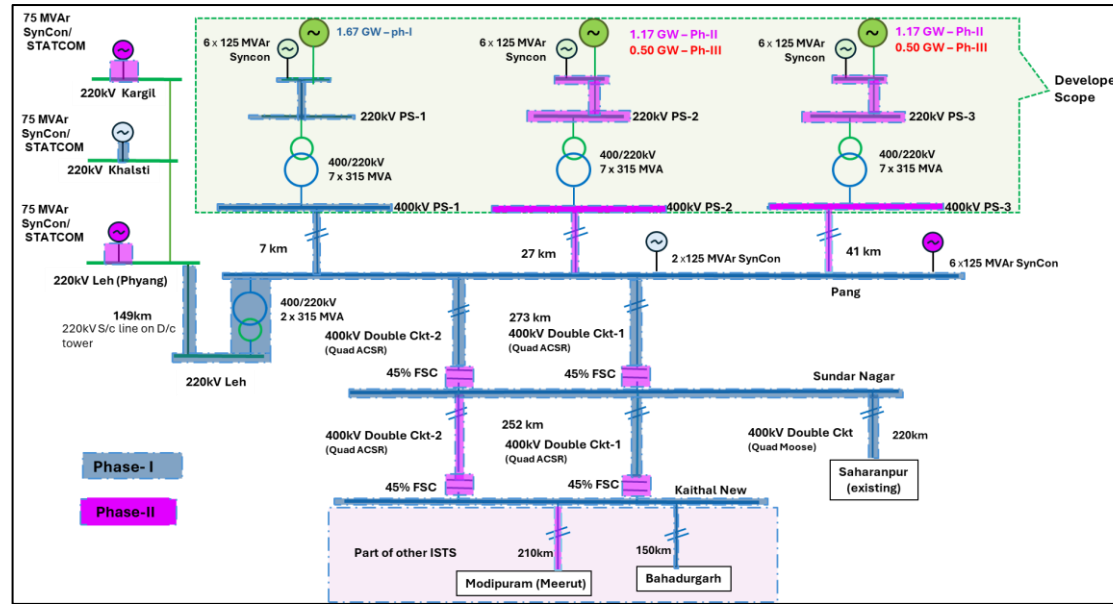 75 MVAr
SynCon/
STATCOM
220kV Kargil
75 MVAr
SynCon/
STATCOM
220kV Khalsti
75 MVAr
SynCon/
STATCOM
220kV Leh (Phyang)
149km
220kV S/c line on D/c
tower
220kV Leh
400/220kV
2 x 315 MVA
6 x 125 MVAr
Syncon
1.67 GW – ph-I
220kV PS-1
400/220kV
7 x 315 MVA
400kV PS-1
7 km
6 x 125 MVAr
Syncon
1.17 GW – Ph-II
0.50 GW – Ph-III
220kV PS-2
400/220kV
7 x 315 MVA
400kV PS-2
27 km
6 x 125 MVAr
Syncon
1.17 GW – Ph-II
0.50 GW – Ph-III
220kV PS-3
400/220kV
7 x 315 MVA
400kV PS-3
41 km
Develope
Scope
2 x125 MVAr SynCon
6 x125 MVAr SynCon
Pang
400kV Double Ckt-2
(Quad ACSR)
273 km
400kV Double Ckt-1
(Quad ACSR)
45% FSC
45% FSC
Sundar Nagar
400kV Double Ckt-2
(Quad ACSR)
252 km
400kV Double Ckt-1
(Quad ACSR)
400kV Double Ckt
(Quad Moose)
220km
Saharanpur
(existing)
45% FSC
45% FSC
Kaithal New
Phase- I
Phase-II
Part of other ISTS
210km
150km
Modipuram (Meerut)
Bahadurgarh